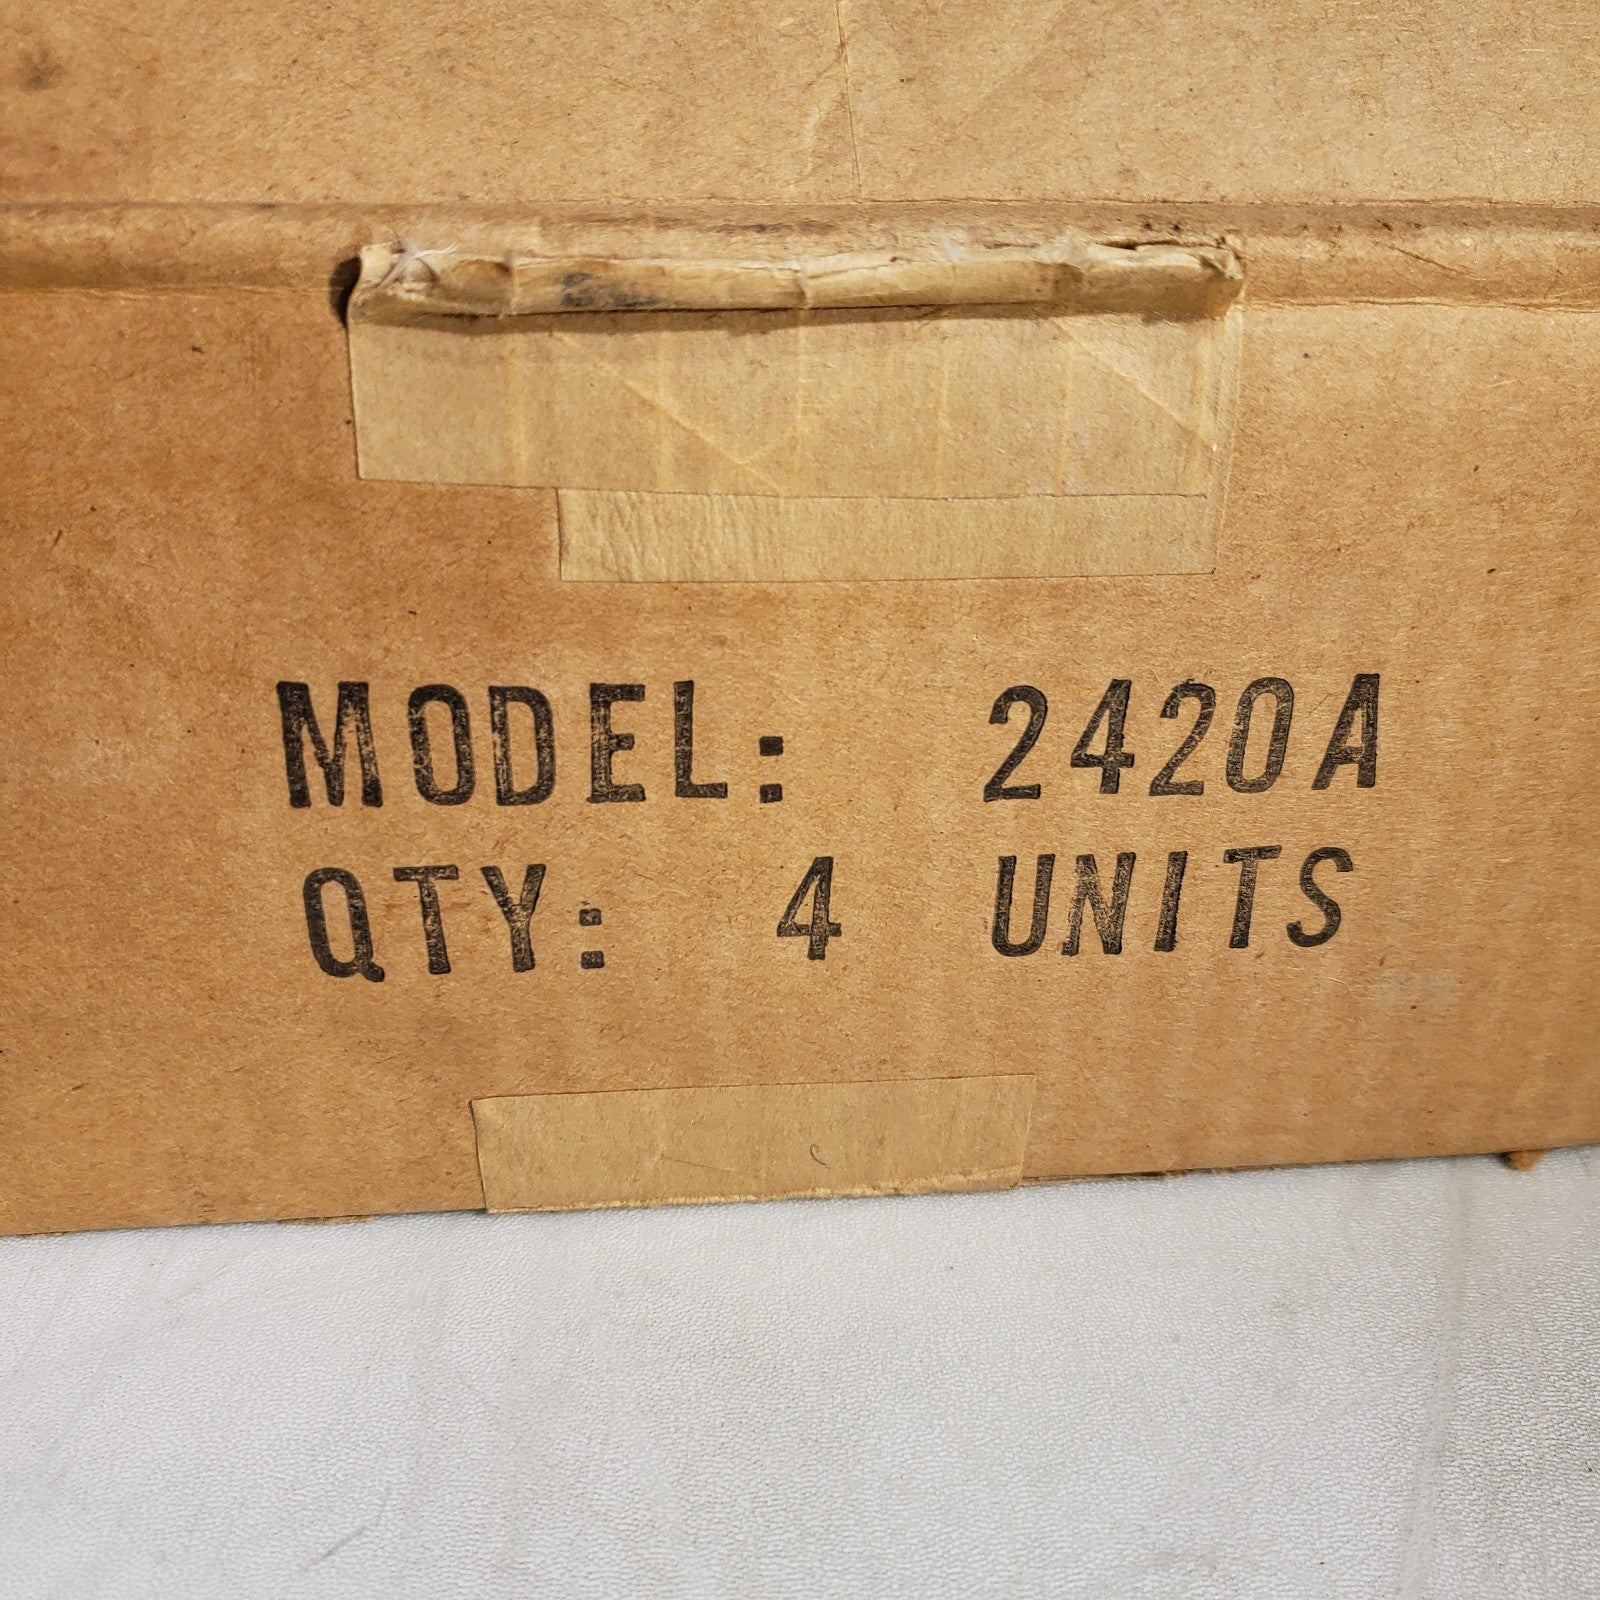 MODEL: 2420A
QTY: 4 UNITS